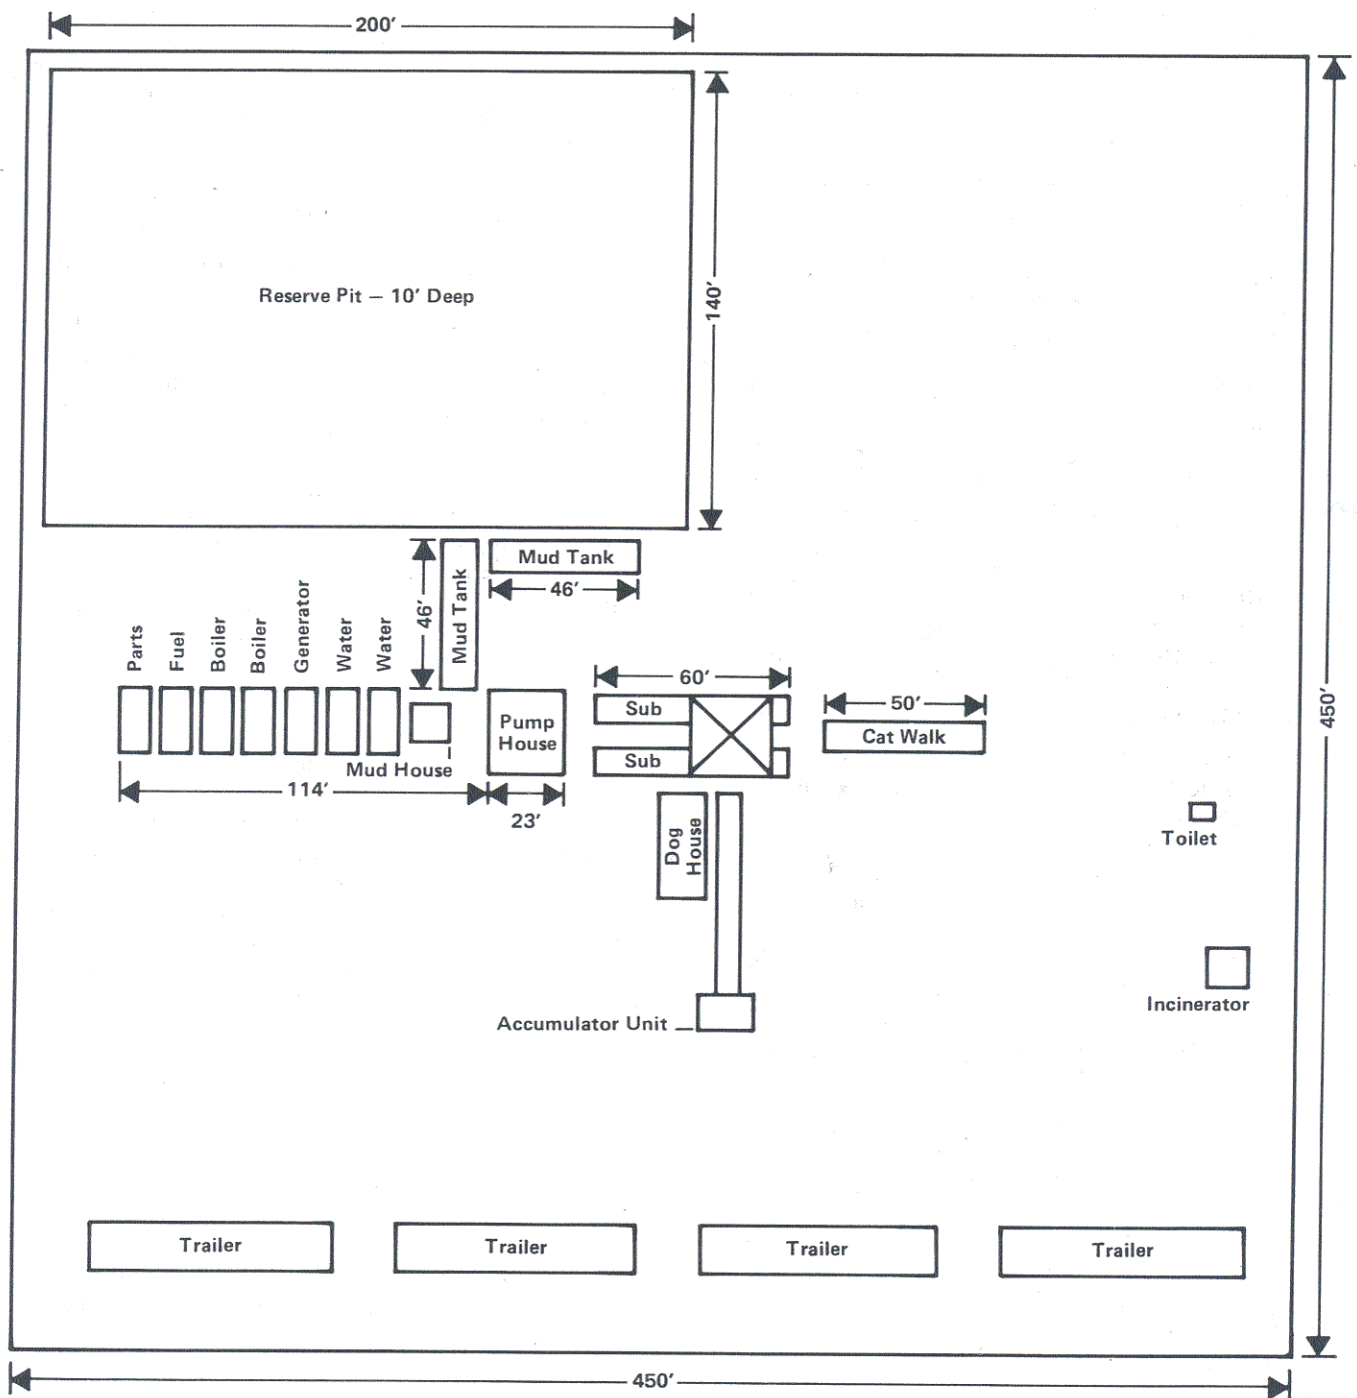 200′
140′
Reserve Pit — 10′ Deep
Mud Tank
46′
46′
Mud Tank
Parts
Fuel
Boiler
Boiler
Generator
Water
Water
60′
Sub
Sub
50′
Cat Walk
Pump
House
Mud House
114′
23′
450′
Dog
House
Toilet
Incinerator
Accumulator Unit
Trailer
Trailer
Trailer
Trailer
450′